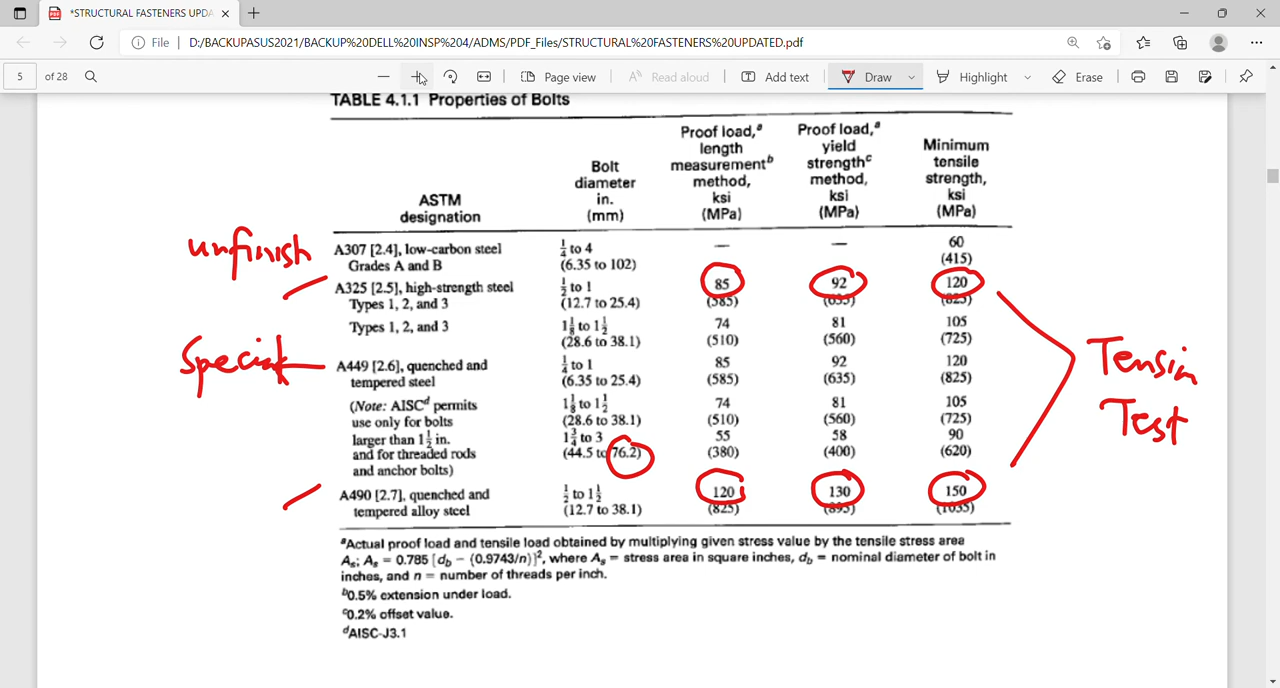 *STRUCTURAL FASTENERS UPDA
File | D:/BACKUPASUS2021/BACKUP%20DELL%20INSP%204/ADMS/PDF_Files/STRUCTURAL%20FASTENERS%20UPDATED.pdf
5 of 28 Page view Read aloud Add text Draw Highlight Erase
TABLE 4.1.1 Properties of Bolts
ASTM designation
Bolt diameter in. (mm)
Proof load,ᵃ length measurementᵇ method, ksi (MPa)
Proof load,ᵃ yield strengthᶜ method, ksi (MPa)
Minimum tensile strength, ksi (MPa)
unfinish
A307 [2.4], low-carbon steel ¼ to 4 — — 60
Grades A and B (6.35 to 102) (415)
A325 [2.5], high-strength steel ½ to 1 85 92 120
Types 1, 2, and 3 (12.7 to 25.4) (585) (635) (825)
Types 1, 2, and 3 1⅛ to 1½ 74 81 105
(28.6 to 38.1) (510) (560) (725)
Special
A449 [2.6], quenched and ¼ to 1 85 92 120
tempered steel (6.35 to 25.4) (585) (635) (825)
(Note: AISCᵈ permits 1⅛ to 1½ 74 81 105
use only for bolts (28.6 to 38.1) (510) (560) (725)
larger than 1½ in. 1¾ to 3 55 58 90
and for threaded rods (44.5 to 76.2) (380) (400) (620)
and anchor bolts)
A490 [2.7], quenched and ½ to 1½ 120 130 150
tempered alloy steel (12.7 to 38.1) (825) (895) (1035)
Tension
Test
ᵃActual proof load and tensile load obtained by multiplying given stress value by the tensile stress area
Aₛ; Aₛ = 0.785 [d_b − (0.9743/n)]², where Aₛ = stress area in square inches, d_b = nominal diameter of bolt in
inches, and n = number of threads per inch.
ᵇ0.5% extension under load.
ᶜ0.2% offset value.
ᵈAISC-J3.1